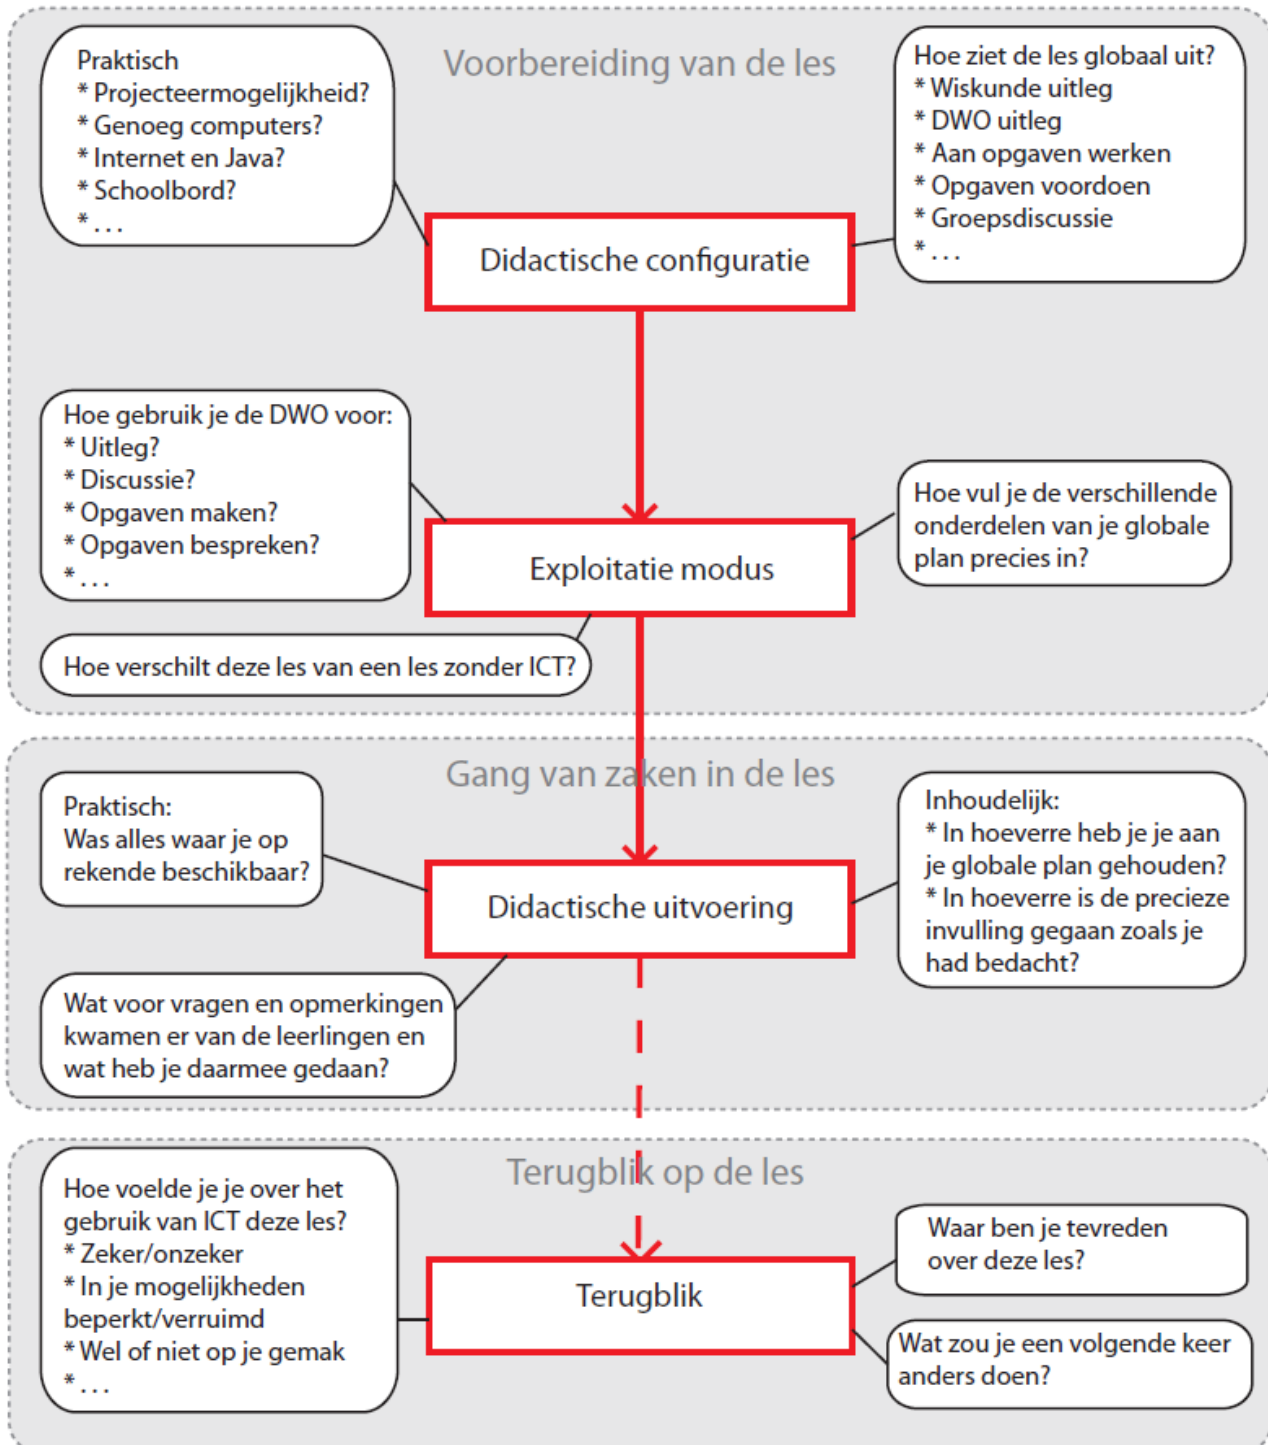 Voorbereiding van de les
Praktisch
* Projecteermogelijkheid?
* Genoeg computers?
* Internet en Java?
* Schoolbord?
* ...
Hoe ziet de les globaal uit?
* Wiskunde uitleg
* DWO uitleg
* Aan opgaven werken
* Opgaven voordoen
* Groepsdiscussie
* ...
Didactische configuratie
Hoe gebruik je de DWO voor:
* Uitleg?
* Discussie?
* Opgaven maken?
* Opgaven bespreken?
* ...
Hoe vul je de verschillende
onderdelen van je globale
plan precies in?
Exploitatie modus
Hoe verschilt deze les van een les zonder ICT?
Gang van zaken in de les
Praktisch:
Was alles waar je op
rekende beschikbaar?
Inhoudelijk:
* In hoeverre heb je je aan
je globale plan gehouden?
* In hoeverre is de precieze
invulling gegaan zoals je
had bedacht?
Didactische uitvoering
Wat voor vragen en opmerkingen
kwamen er van de leerlingen en
wat heb je daarmee gedaan?
Terugblik op de les
Hoe voelde je je over het
gebruik van ICT deze les?
* Zeker/onzeker
* In je mogelijkheden
beperkt/verruimd
* Wel of niet op je gemak
* ...
Waar ben je tevreden
over deze les?
Terugblik
Wat zou je een volgende keer
anders doen?